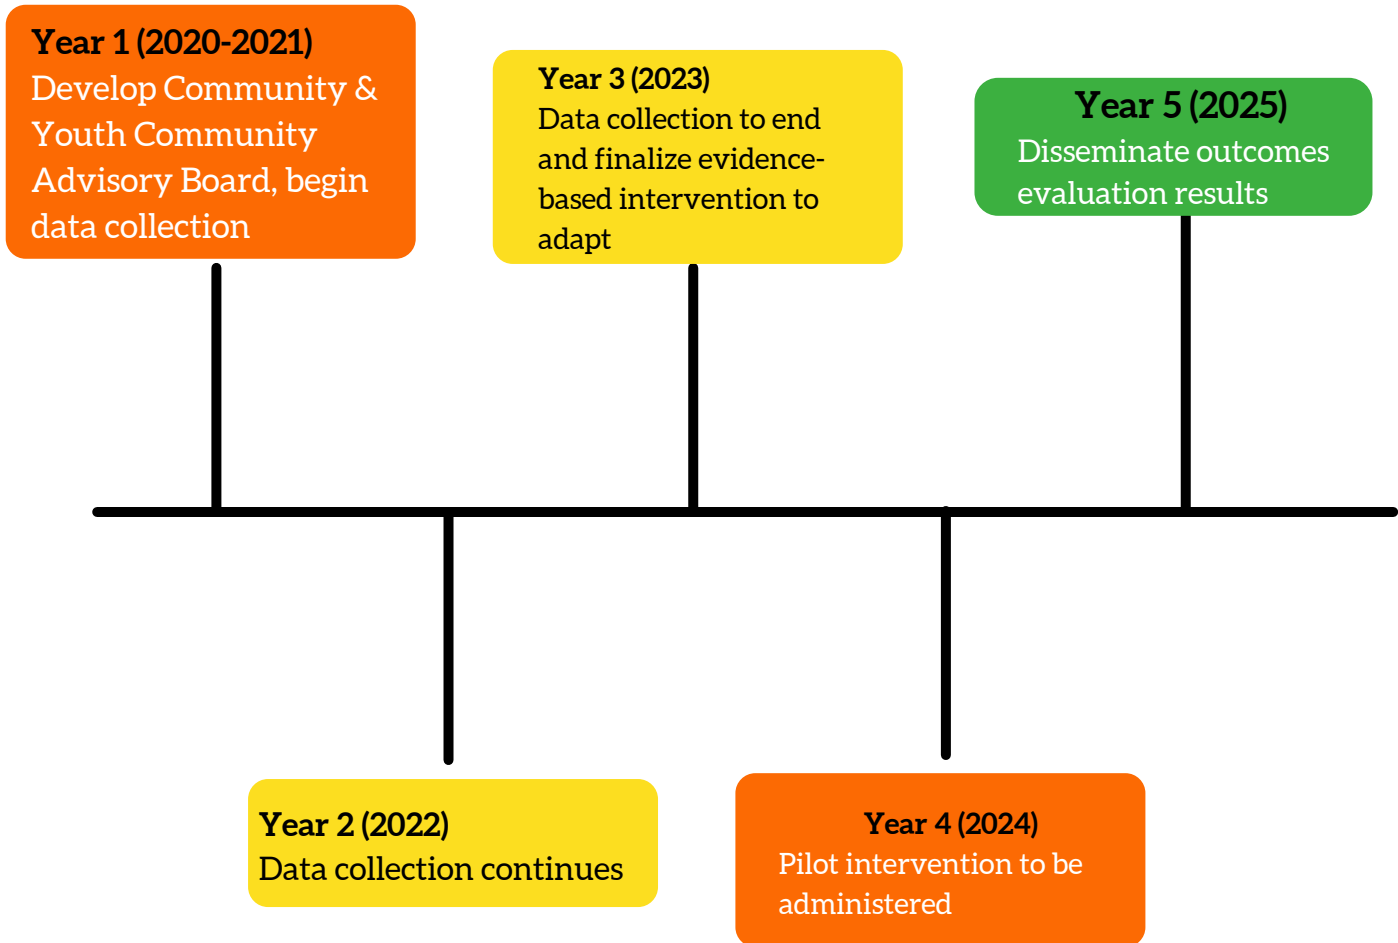 Year 1 (2020-2021)
Develop Community &
Youth Community
Advisory Board, begin
data collection
Year 2 (2022)
Data collection continues
Year 3 (2023)
Data collection to end
and finalize evidence-
based intervention to
adapt
Year 4 (2024)
Pilot intervention to be
administered
Year 5 (2025)
Disseminate outcomes
evaluation results